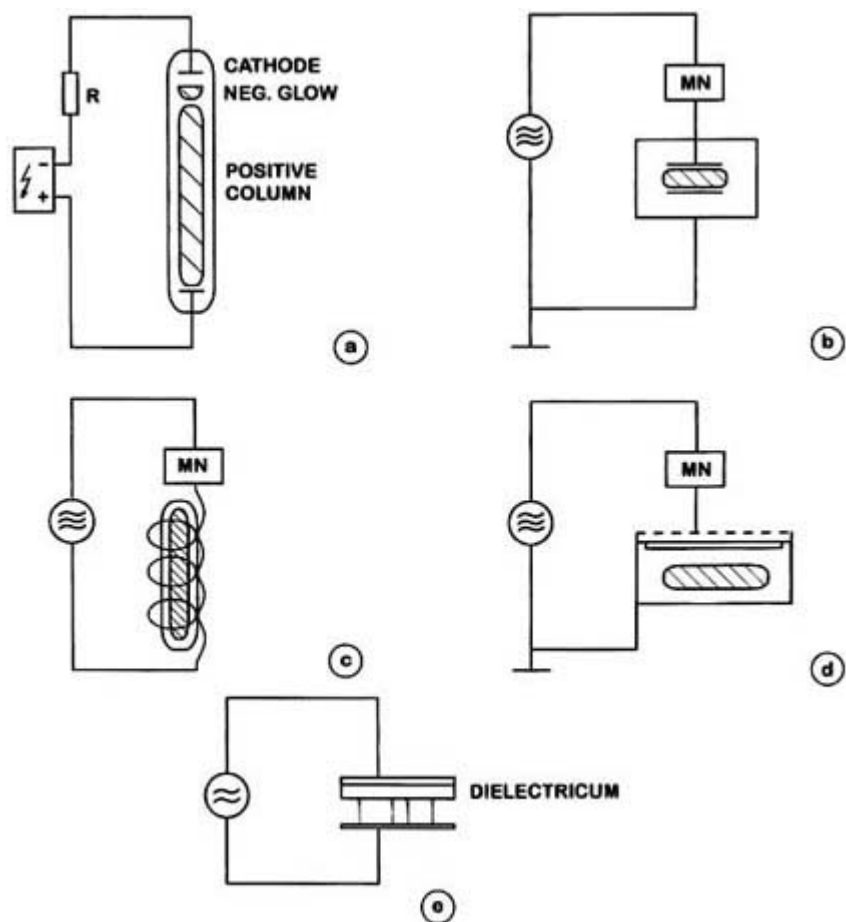 CATHODE
NEG. GLOW
R
-
+
POSITIVE
COLUMN
a
MN
b
MN
c
MN
d
DIELECTRICUM
e